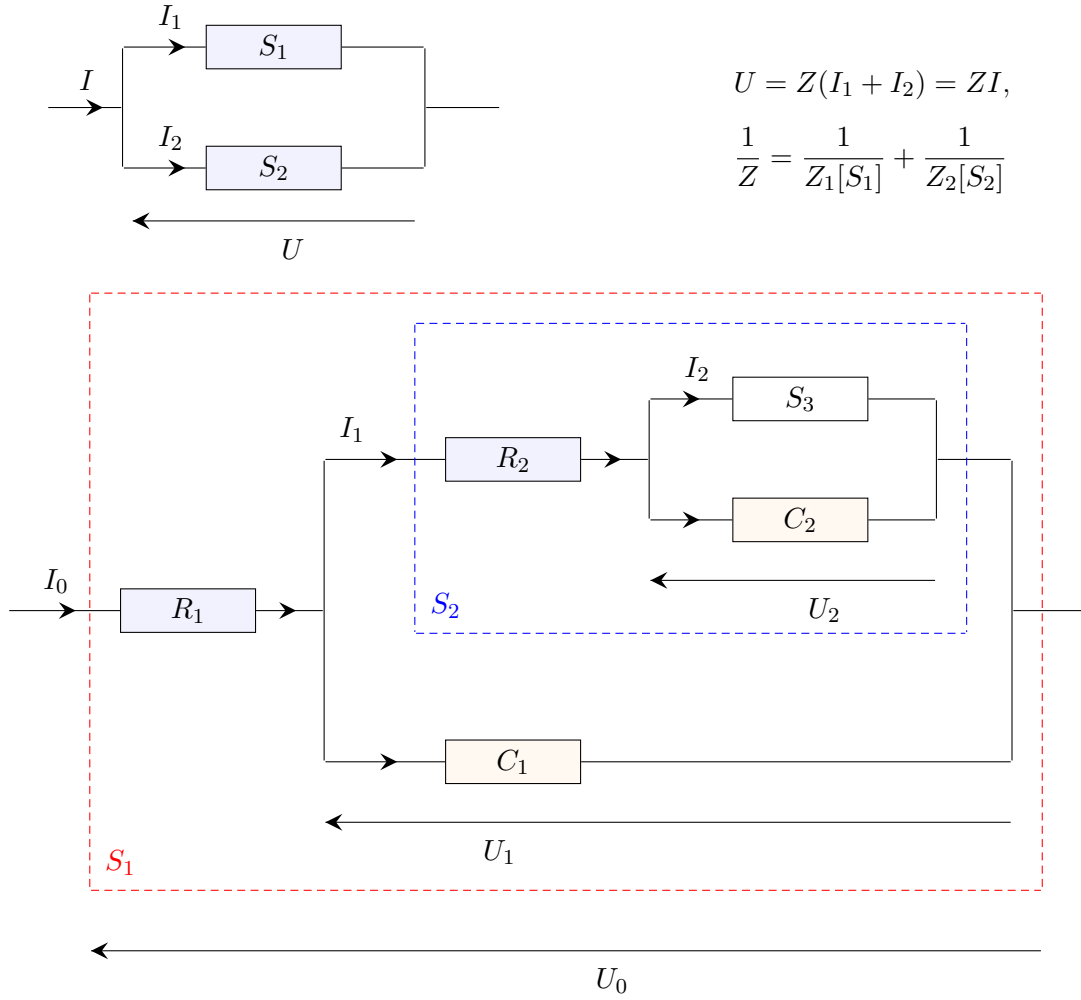 I₁
S₁
I
U = Z(I₁ + I₂) = ZI,
I₂
S₂
1/Z = 1/Z₁[S₁] + 1/Z₂[S₂]
U
I₂
S₃
I₁
R₂
C₂
I₀
R₁
S₂
U₂
C₁
U₁
S₁
U₀